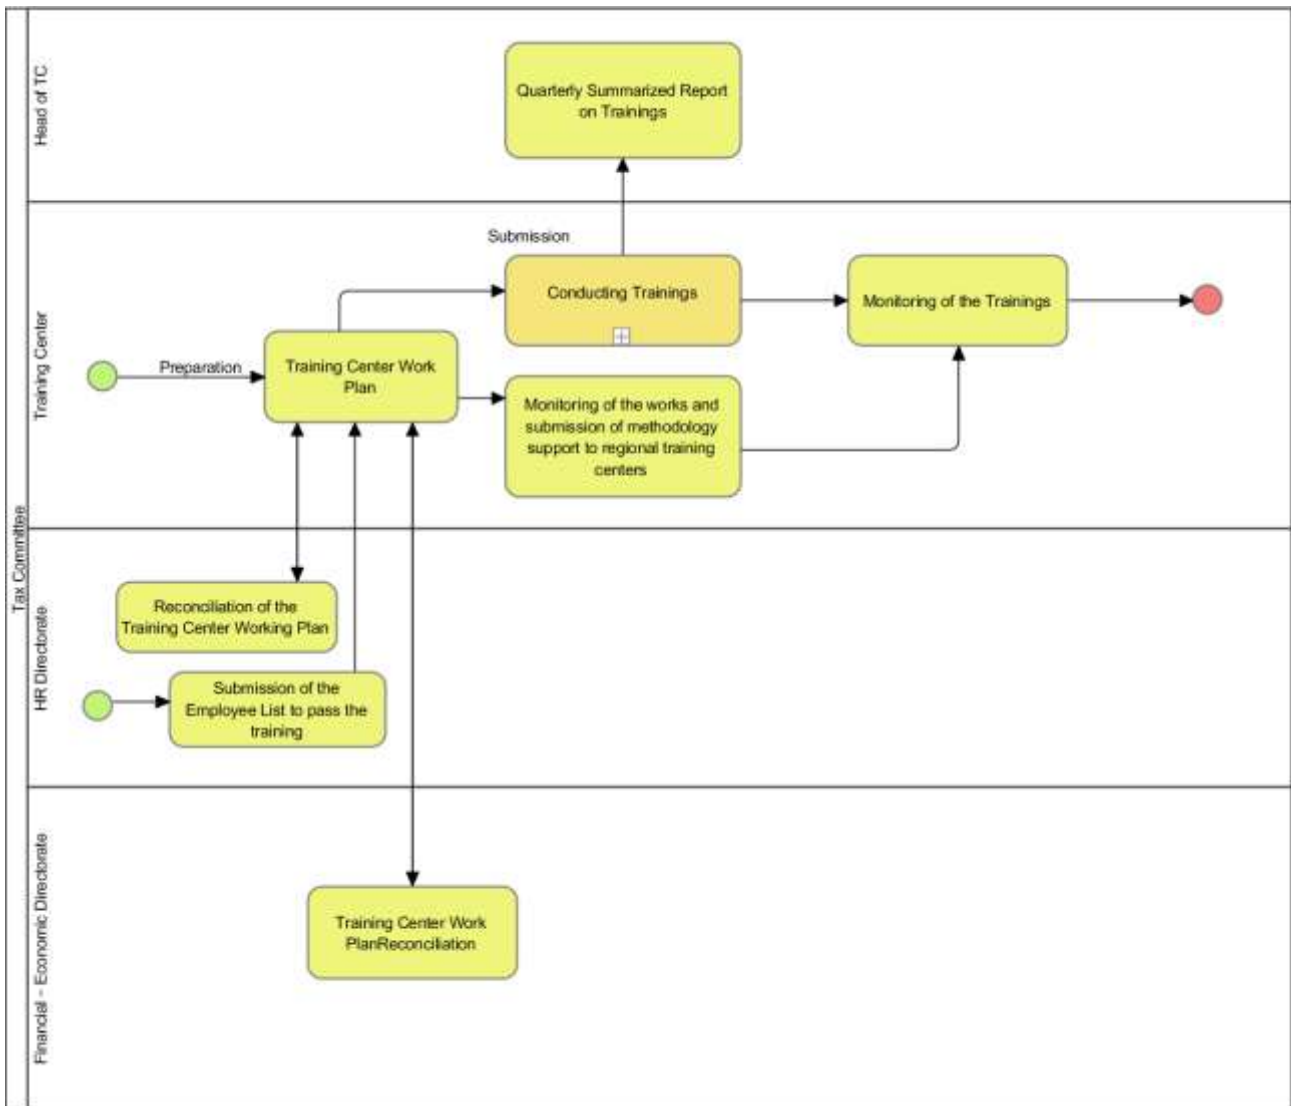 Tax Committee
Head of TC
Quarterly Summarized Report
on Trainings
Training Center
Submission
Conducting Trainings
Monitoring of the Trainings
Preparation
Training Center Work
Plan
Monitoring of the works and
submission of methodology
support to regional training
centers
HR Directorate
Reconciliation of the
Training Center Working Plan
Submission of the
Employee List to pass the
training
Financial - Economic Directorate
Training Center Work
PlanReconciliation